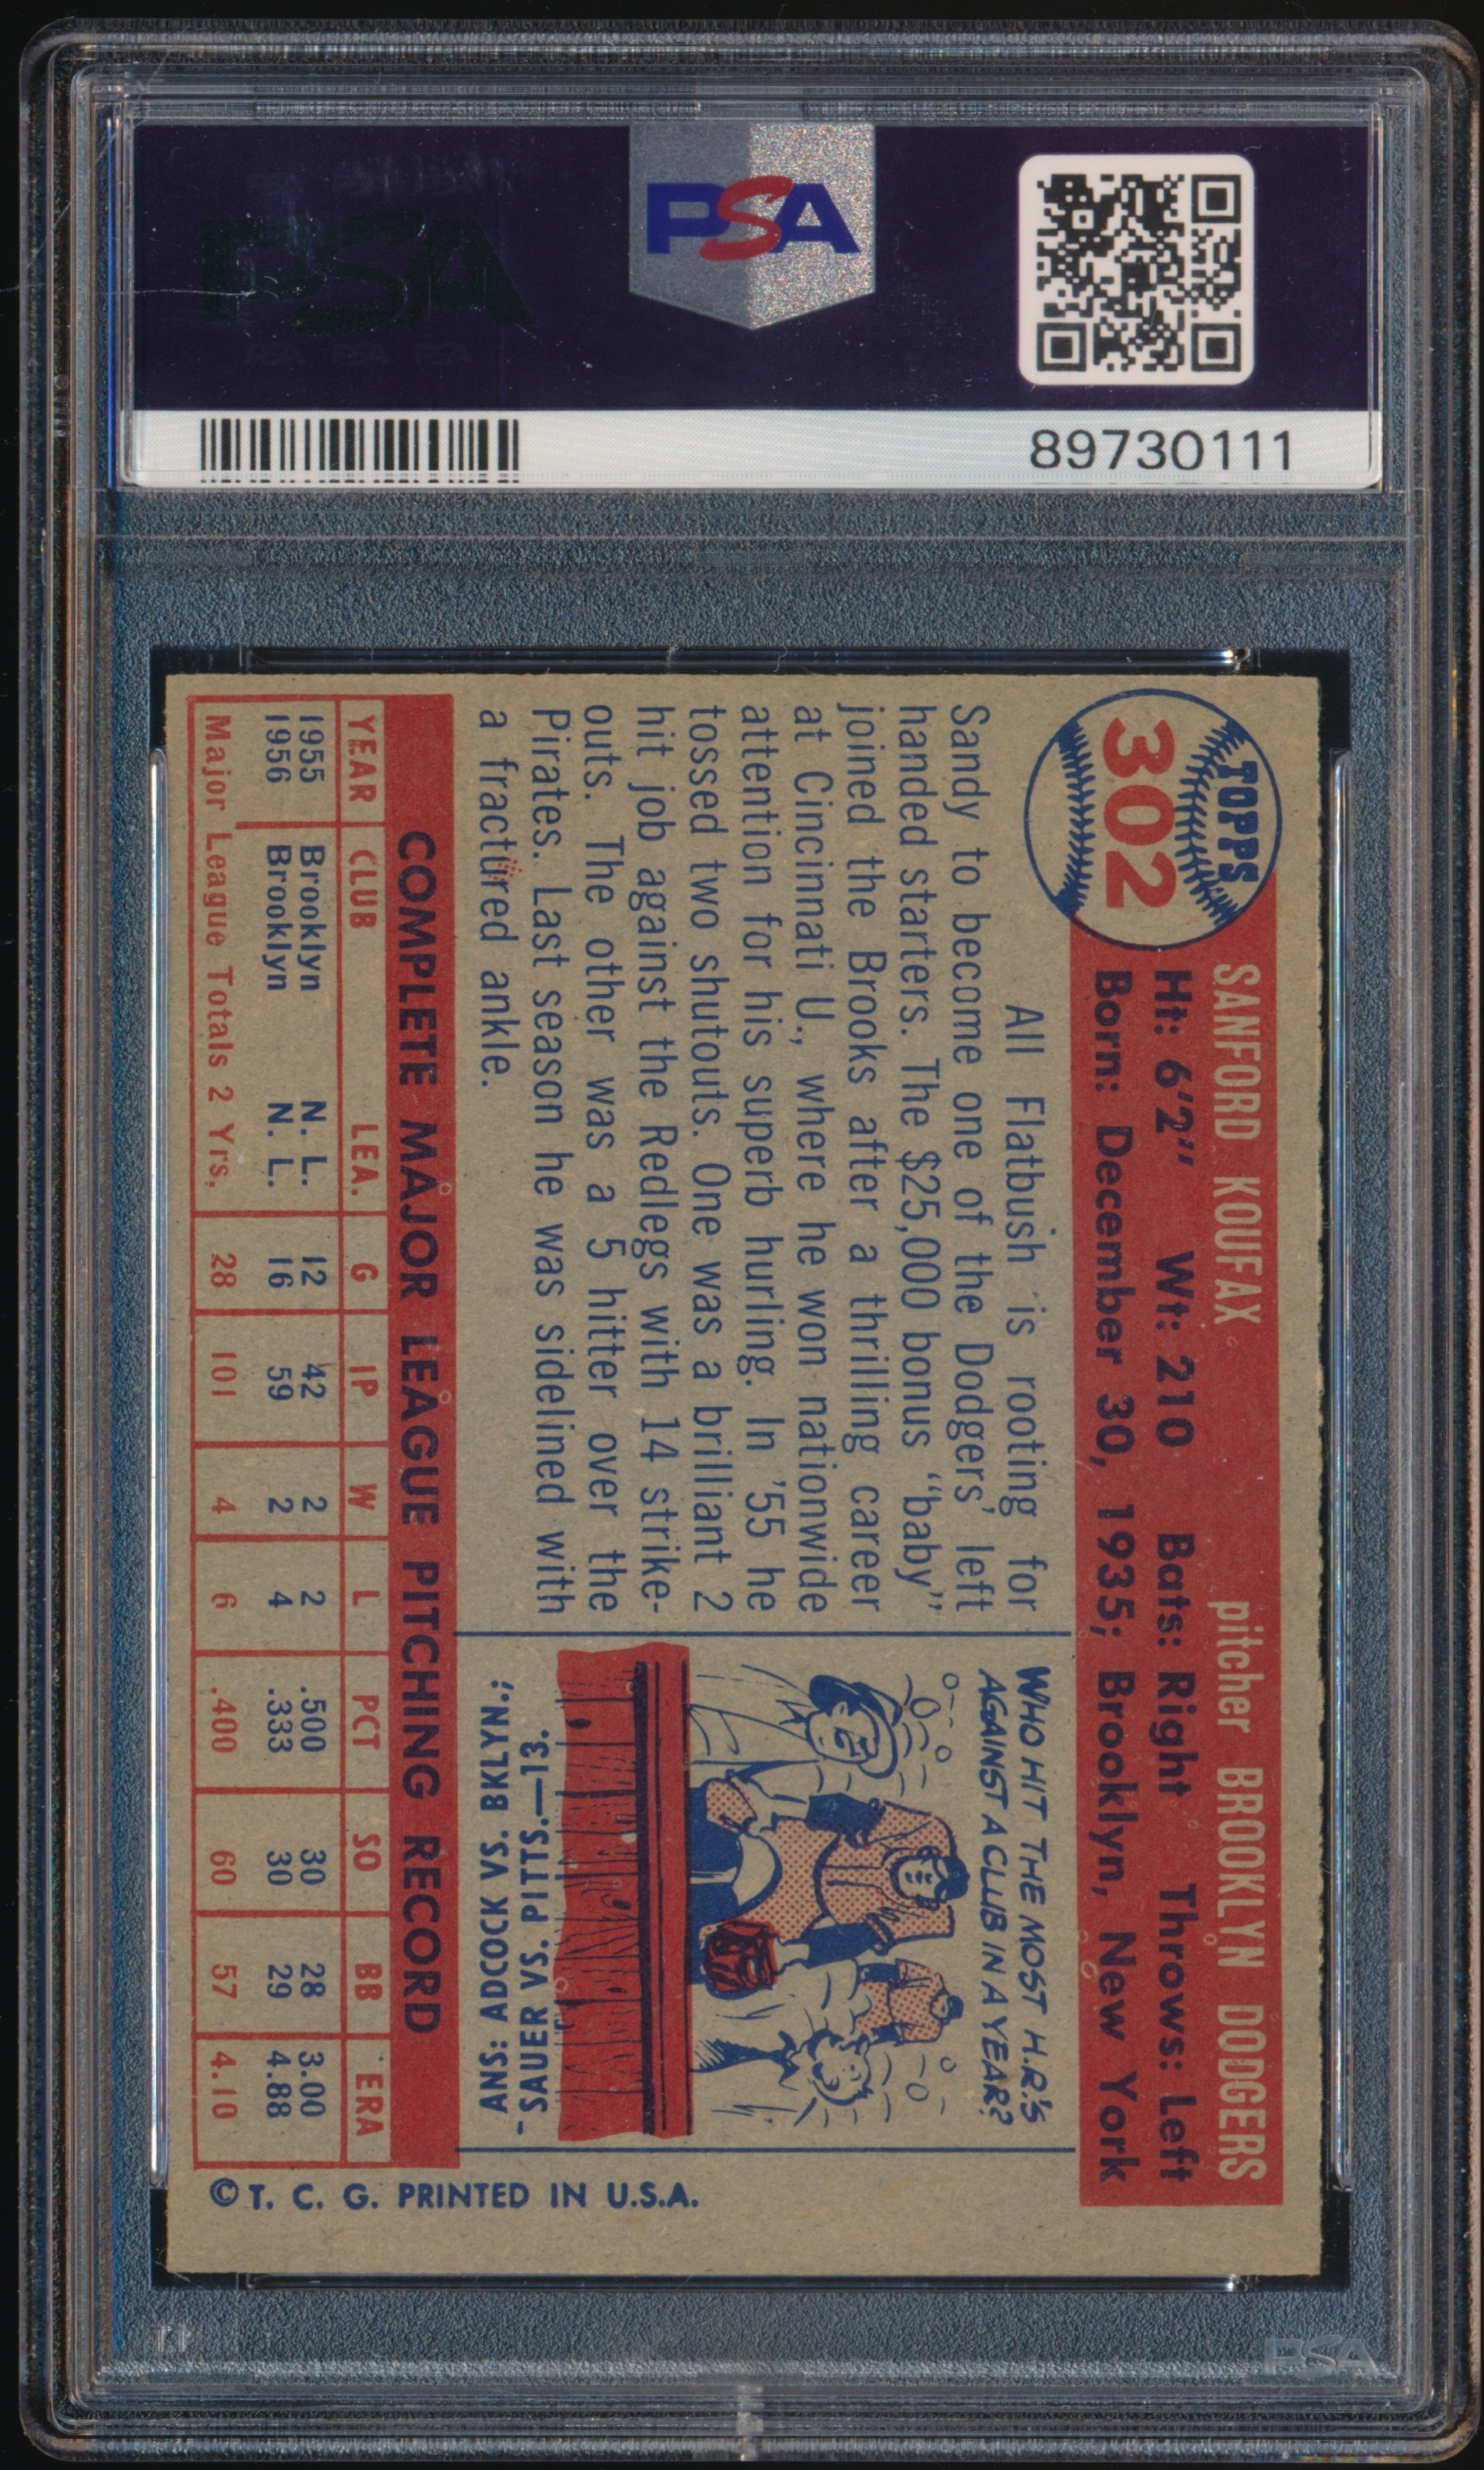 PSA
PSA
PSA PSA PSA
89730111
TOPPS
302
SANFORD KOUFAX pitcher BROOKLYN DODGERS
Ht: 6'2" Wt: 210 Bats: Right Throws: Left
Born: December 30, 1935; Brooklyn, New York
All Flatbush is rooting for
Sandy to become one of the Dodgers' left
handed starters. The $25,000 bonus "baby"
joined the Brooks after a thrilling career
at Cincinnati U., where he won nationwide
attention for his superb hurling. In '55 he
tossed two shutouts. One was a brilliant 2
hit job against the Redlegs with 14 strike-
outs. The other was a 5 hitter over the
Pirates. Last season he was sidelined with
a fractured ankle.
WHO HIT THE MOST H.R.'S
AGAINST A CLUB IN A YEAR?
ANS: ADCOCK VS. BKLYN.;
SAUER VS. PITTS.—13.
COMPLETE MAJOR LEAGUE PITCHING RECORD
YEAR CLUB LEA. G IP W L PCT SO BB ERA
1955 Brooklyn N. L. 12 42 2 2 .500 30 28 3.00
1956 Brooklyn N. L. 16 59 2 4 .333 30 29 4.88
Major League Totals 2 Yrs. 28 101 4 6 .400 60 57 4.10
© T. C. G. PRINTED IN U.S.A.
PSA